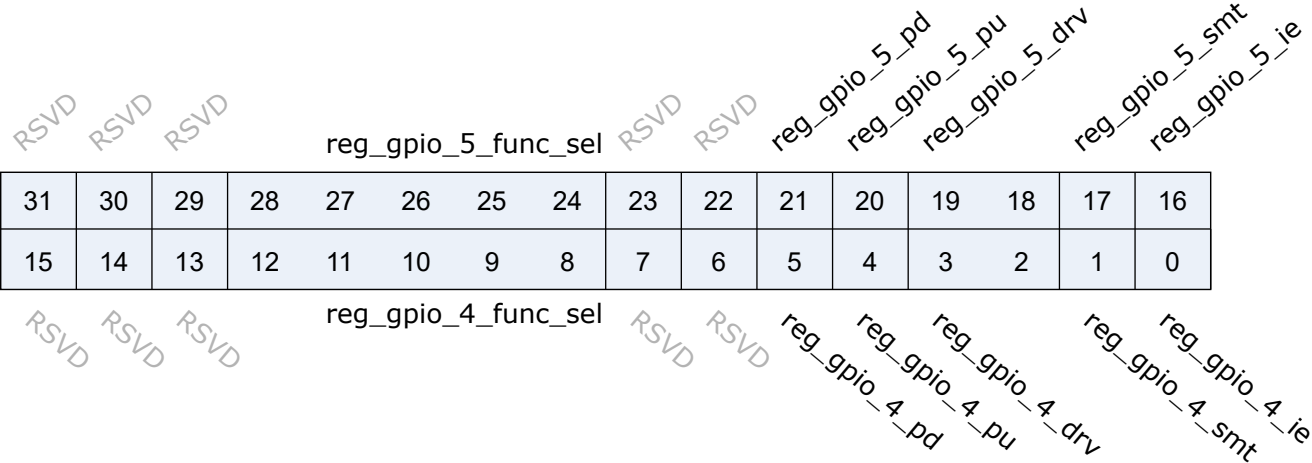 RSVD RSVD RSVD reg_gpio_5_func_sel RSVD RSVD reg_gpio_5_pd reg_gpio_5_pu reg_gpio_5_drv reg_gpio_5_smt reg_gpio_5_ie
31 30 29 28 27 26 25 24 23 22 21 20 19 18 17 16
15 14 13 12 11 10 9 8 7 6 5 4 3 2 1 0
RSVD RSVD RSVD reg_gpio_4_func_sel RSVD RSVD reg_gpio_4_pd reg_gpio_4_pu reg_gpio_4_drv reg_gpio_4_smt reg_gpio_4_ie